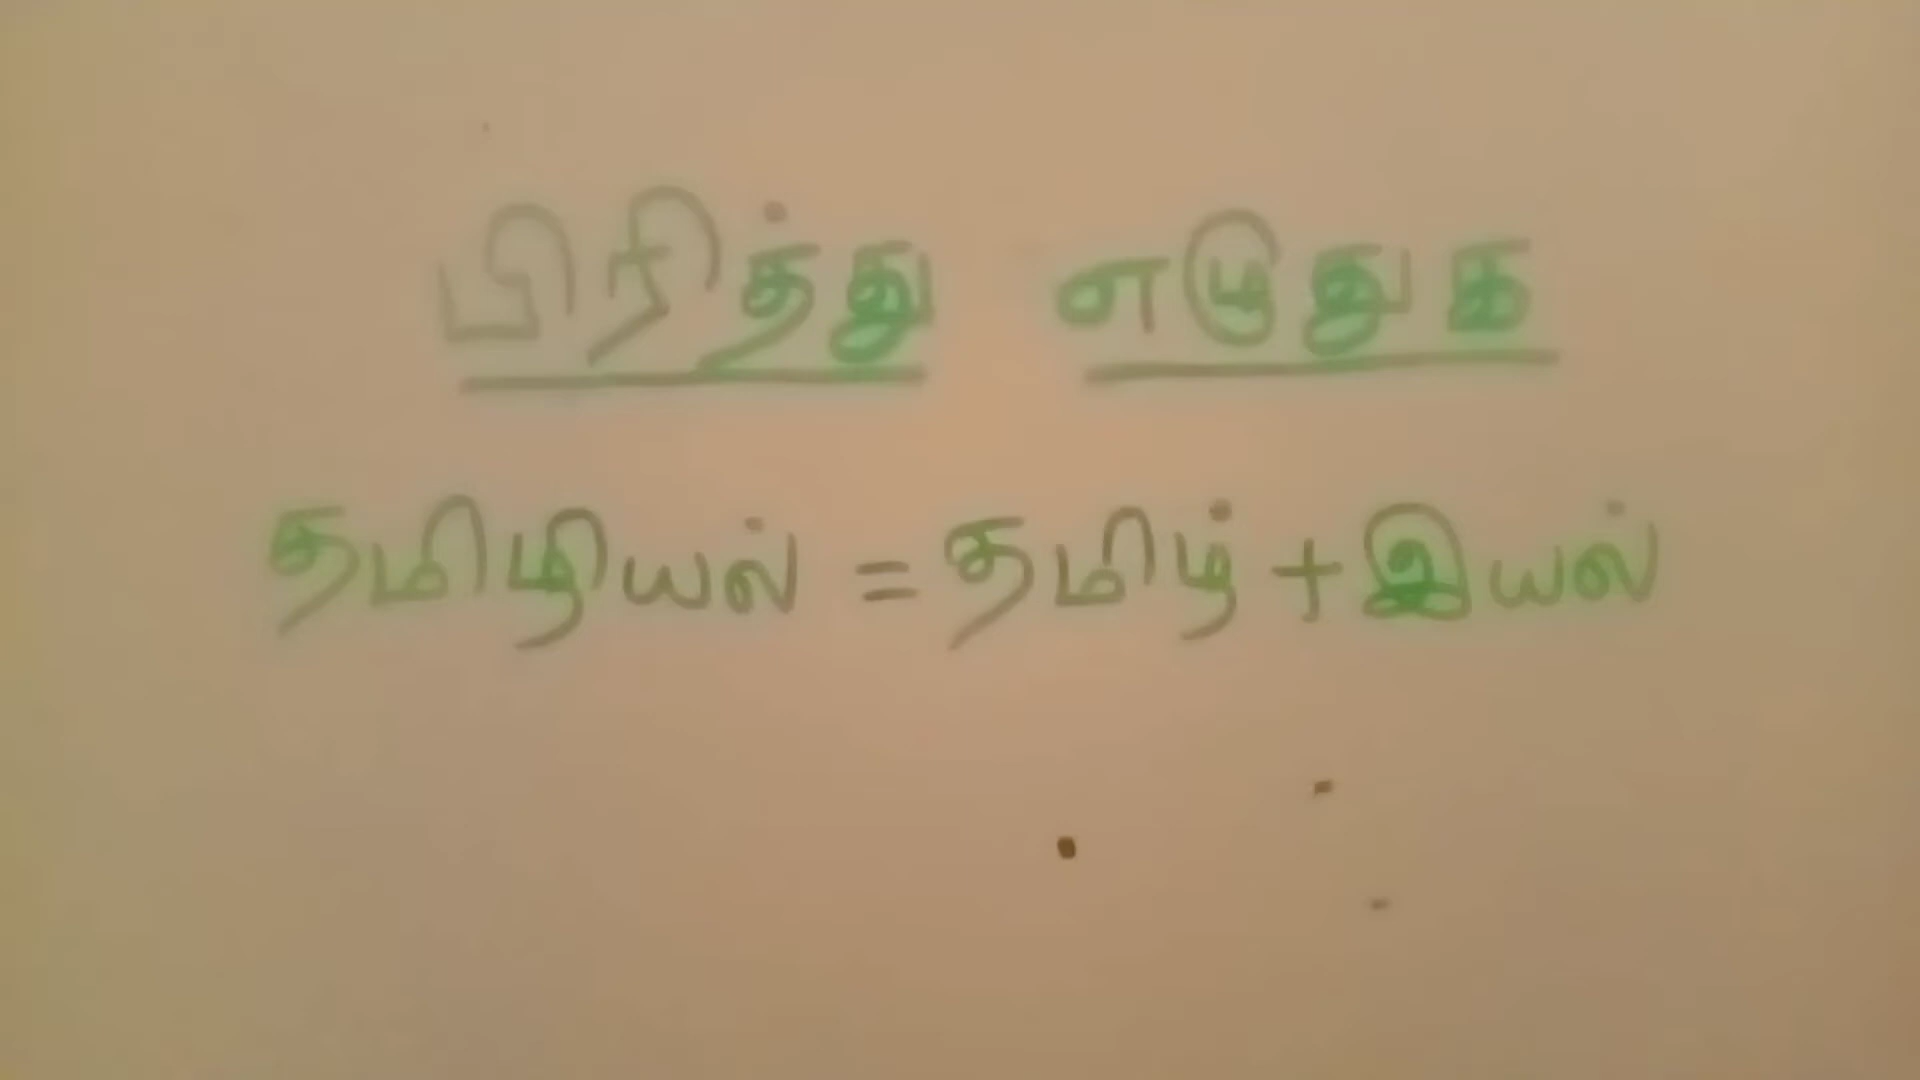 பிரித்து எழுதுக
தமிழியல் = தமிழ் + இயல்